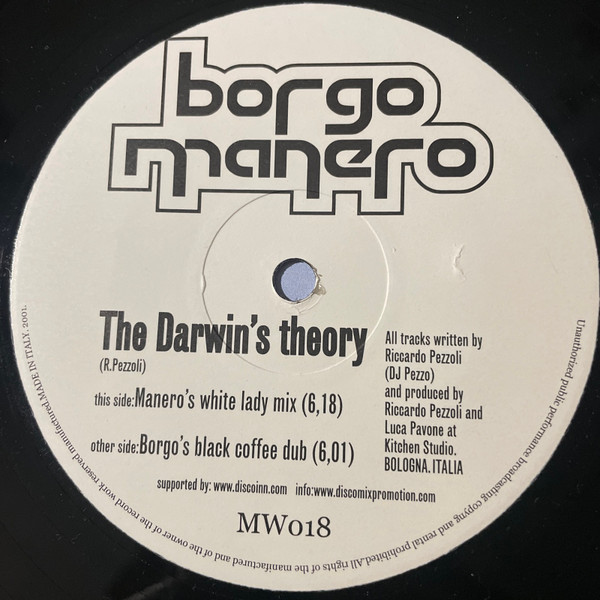 borgo
manero
The Darwin's theory
(R.Pezzoli)
this side:Manero's white lady mix (6,18)
other side:Borgo's black coffee dub (6,01)
All tracks written by
Riccardo Pezzoli
(DJ Pezzo)
and produced by
Riccardo Pezzoli and
Luca Pavone at
Kitchen Studio.
BOLOGNA.ITALIA
supported by: www.discoinn.com info:www.discomixpromotion.com
MW018
Unauthorized public performance broadcasting copyng and rental prohibited.All rights of the manifactured and of the owner of the record work reserved manifactured.MADE IN ITALY. 2001.